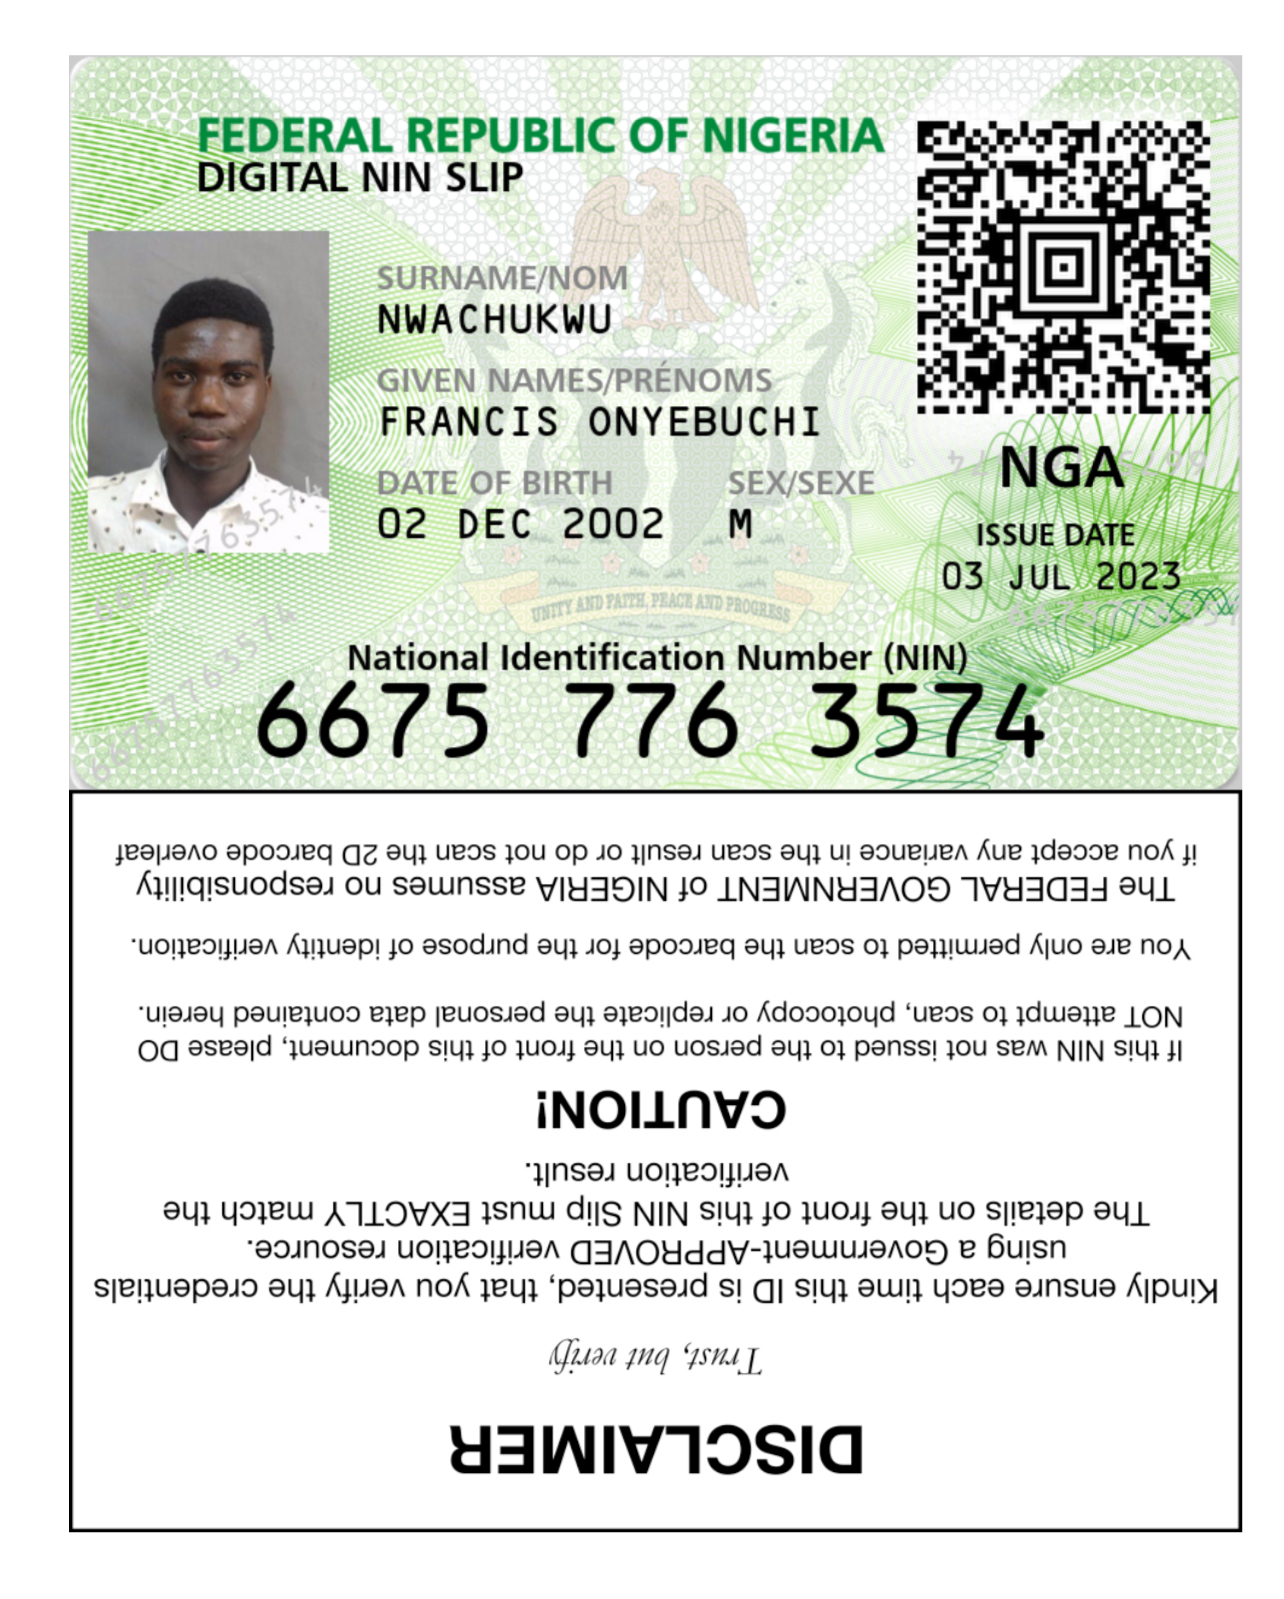 FEDERAL REPUBLIC OF NIGERIA
DIGITAL NIN SLIP
SURNAME/NOM
NWACHUKWU
GIVEN NAMES/PRÉNOMS
FRANCIS ONYEBUCHI
DATE OF BIRTH SEX/SEXE
02 DEC 2002 M
NGA
ISSUE DATE
03 JUL 2023
UNITY AND FAITH, PEACE AND PROGRESS
National Identification Number (NIN)
6675 776 3574
66757763574
66757763574
DISCLAIMER
Trust, but verify
Kindly ensure each time this ID is presented, that you verify the credentials
using a Government-APPROVED verification resource.
The details on the front of this NIN Slip must EXACTLY match the
verification result.
CAUTION!
If this NIN was not issued to the person on the front of this document, please DO
NOT attempt to scan, photocopy or replicate the personal data contained herein.
You are only permitted to scan the barcode for the purpose of identity verification.
The FEDERAL GOVERNMENT of NIGERIA assumes no responsibility
if you accept any variance in the scan result or do not scan the 2D barcode overleaf